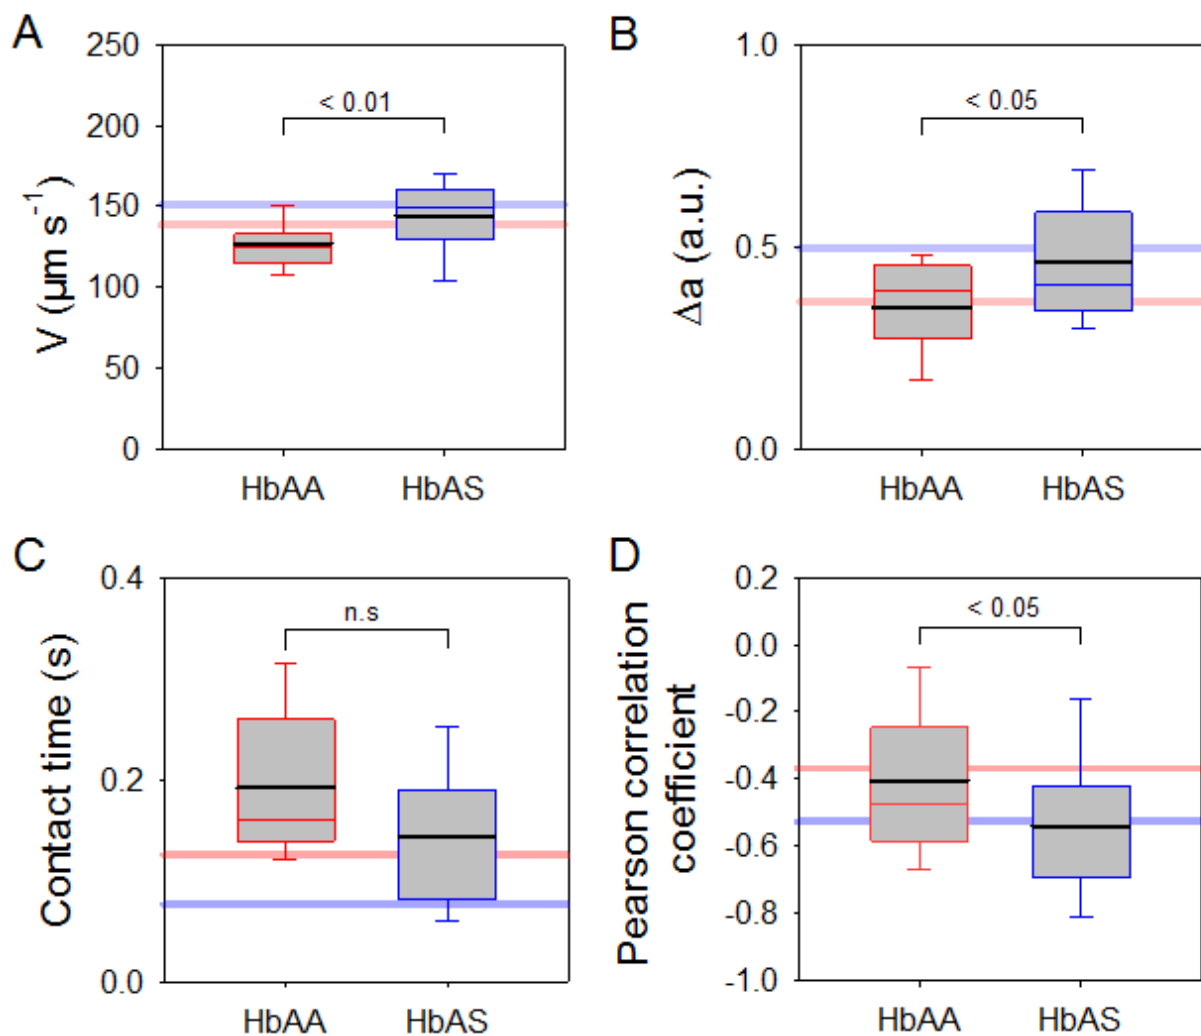 A
250
200
150
100
50
0
V (µm s⁻¹)
< 0.01
HbAA
HbAS
B
1.0
0.5
0.0
Δa (a.u.)
< 0.05
HbAA
HbAS
C
0.4
0.2
0.0
Contact time (s)
n.s
HbAA
HbAS
D
0.2
0.0
-0.2
-0.4
-0.6
-0.8
-1.0
Pearson correlation
coefficient
< 0.05
HbAA
HbAS